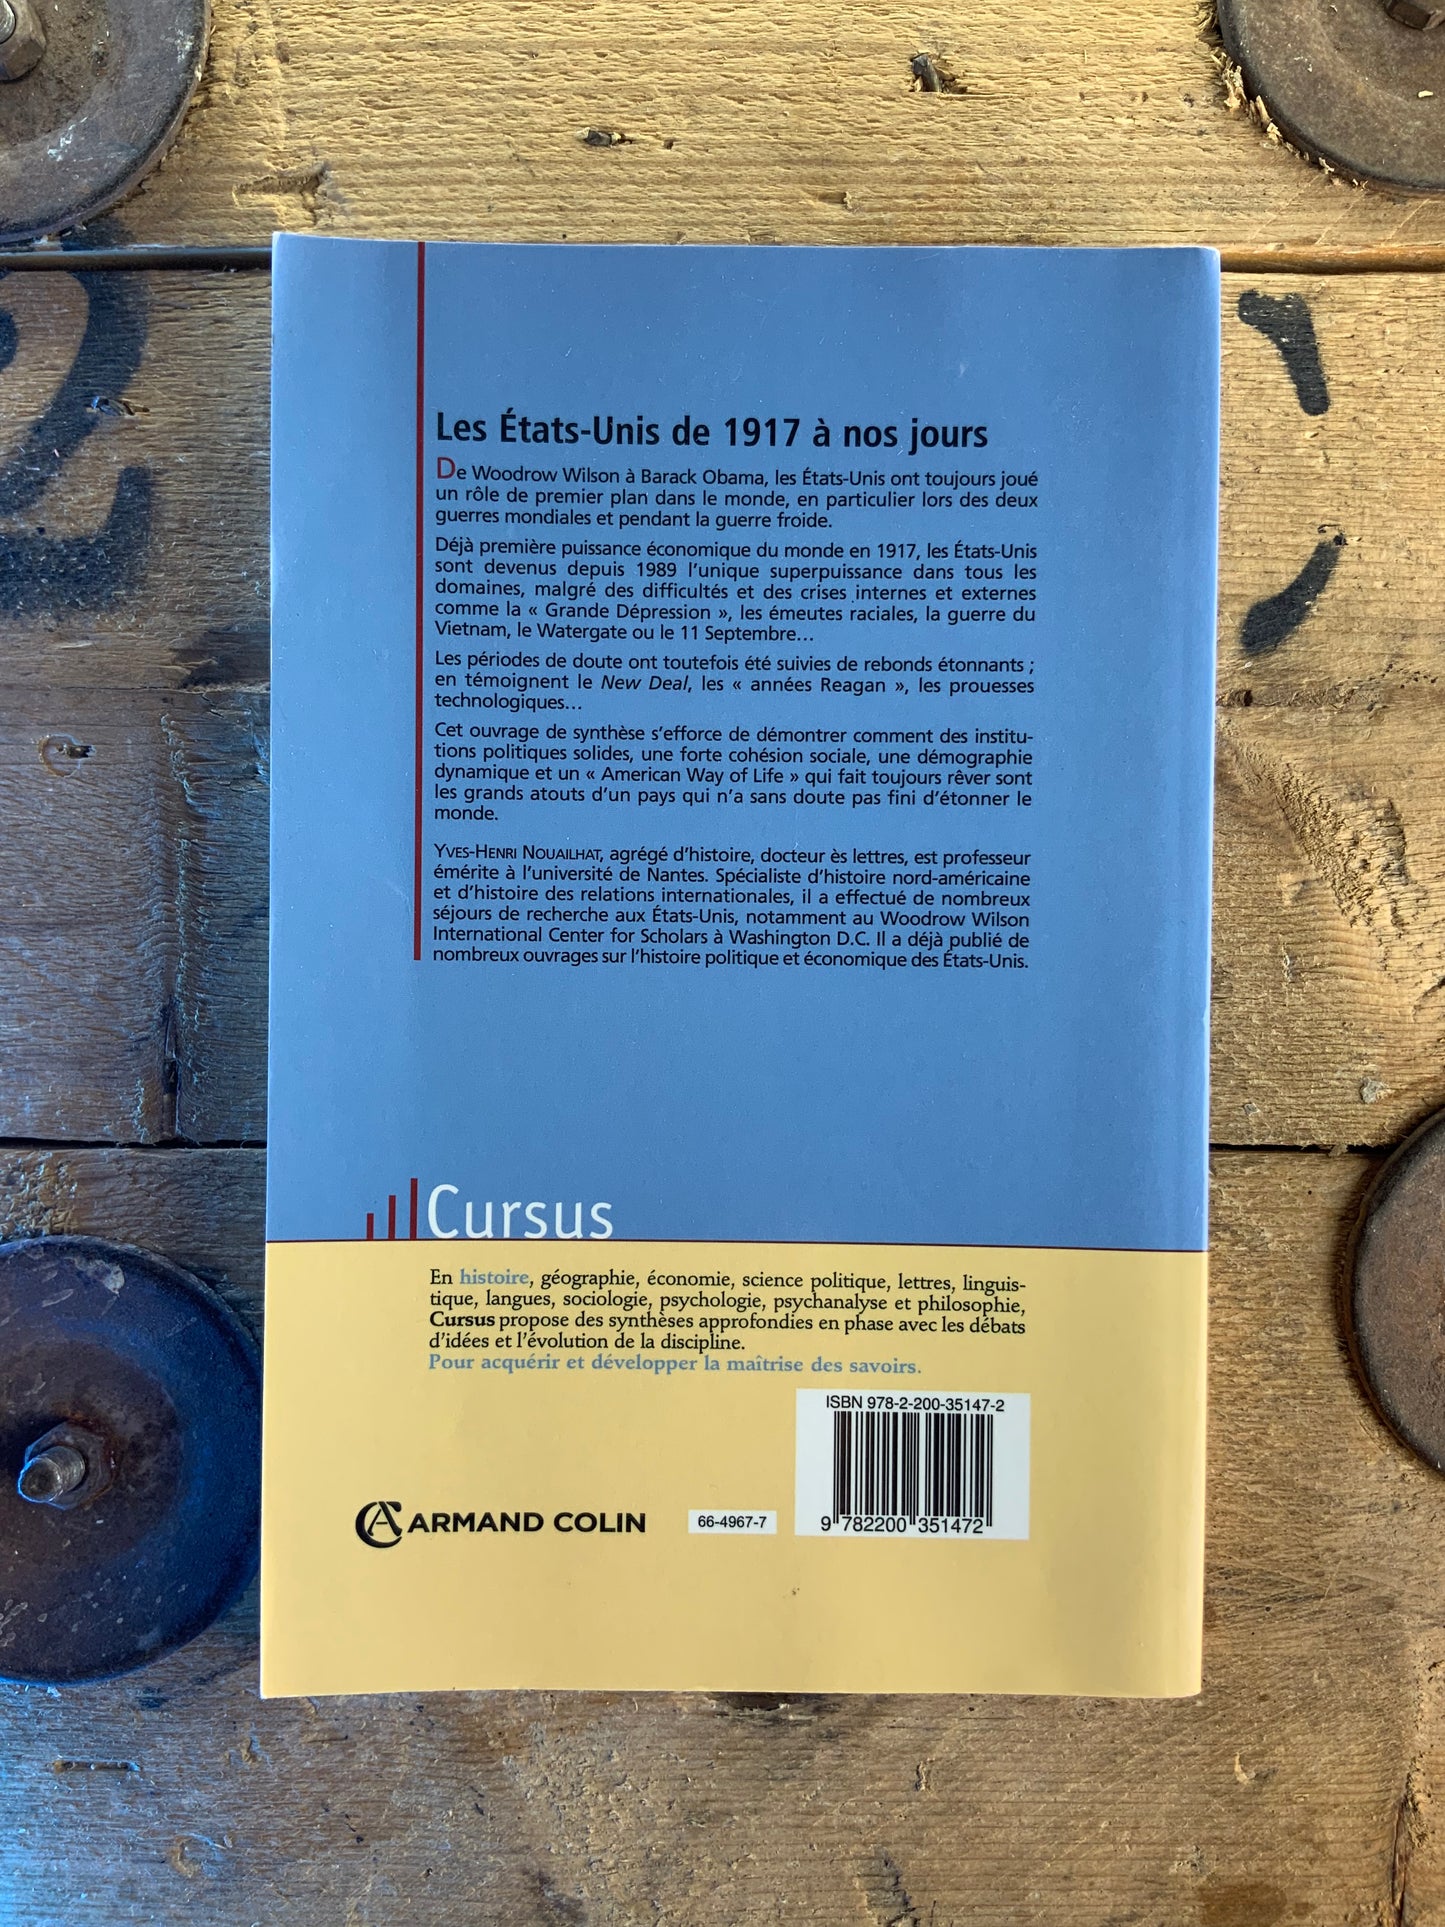 Les États-Unis de 1917 à nos jours
De Woodrow Wilson à Barack Obama, les États-Unis ont toujours joué
un rôle de premier plan dans le monde, en particulier lors des deux
guerres mondiales et pendant la guerre froide.
Déjà première puissance économique du monde en 1917, les États-Unis
sont devenus depuis 1989 l'unique superpuissance dans tous les
domaines, malgré des difficultés et des crises internes et externes
comme la « Grande Dépression », les émeutes raciales, la guerre du
Vietnam, le Watergate ou le 11 Septembre…
Les périodes de doute ont toutefois été suivies de rebonds étonnants ;
en témoignent le New Deal, les « années Reagan », les prouesses
technologiques…
Cet ouvrage de synthèse s'efforce de démontrer comment des institu-
tions politiques solides, une forte cohésion sociale, une démographie
dynamique et un « American Way of Life » qui fait toujours rêver sont
les grands atouts d'un pays qui n'a sans doute pas fini d'étonner le
monde.
YVES-HENRI NOUAILHAT, agrégé d'histoire, docteur ès lettres, est professeur
émérite à l'université de Nantes. Spécialiste d'histoire nord-américaine
et d'histoire des relations internationales, il a effectué de nombreux
séjours de recherche aux États-Unis, notamment au Woodrow Wilson
International Center for Scholars à Washington D.C. Il a déjà publié de
nombreux ouvrages sur l'histoire politique et économique des États-Unis.
Cursus
En histoire, géographie, économie, science politique, lettres, linguis-
tique, langues, sociologie, psychologie, psychanalyse et philosophie,
Cursus propose des synthèses approfondies en phase avec les débats
d'idées et l'évolution de la discipline.
Pour acquérir et développer la maîtrise des savoirs.
ISBN 978-2-200-35147-2
9 782200 351472
ARMAND COLIN
66-4967-7